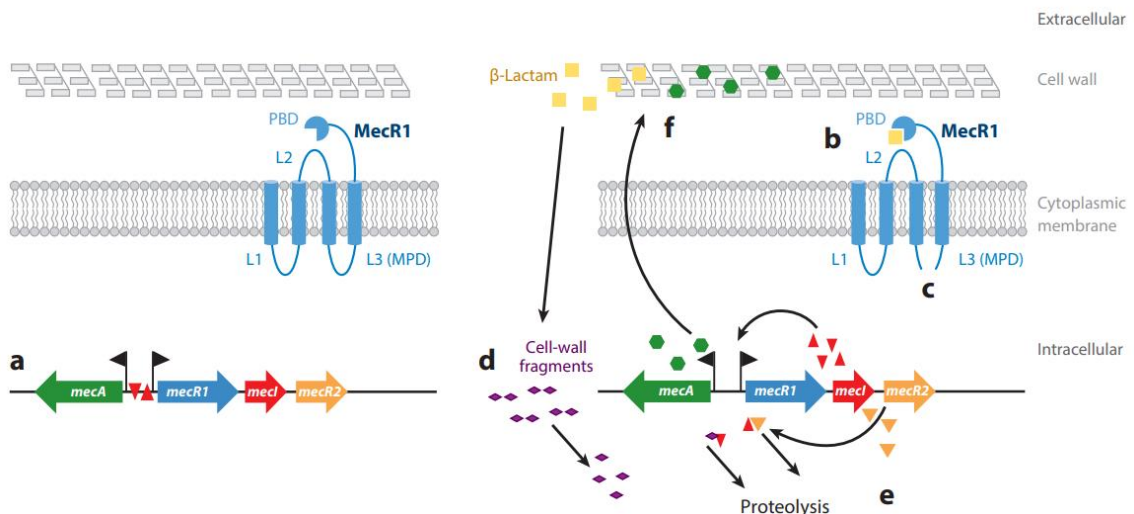 Extracellular
β-Lactam
Cell wall
PBD
MecR1
f
b
PBD
MecR1
L2
L2
Cytoplasmic
membrane
L1
L3 (MPD)
L1
L3 (MPD)
c
a
d
Cell-wall
fragments
Intracellular
mecA
mecR1
mecI
mecR2
mecA
mecR1
mecI
mecR2
e
Proteolysis